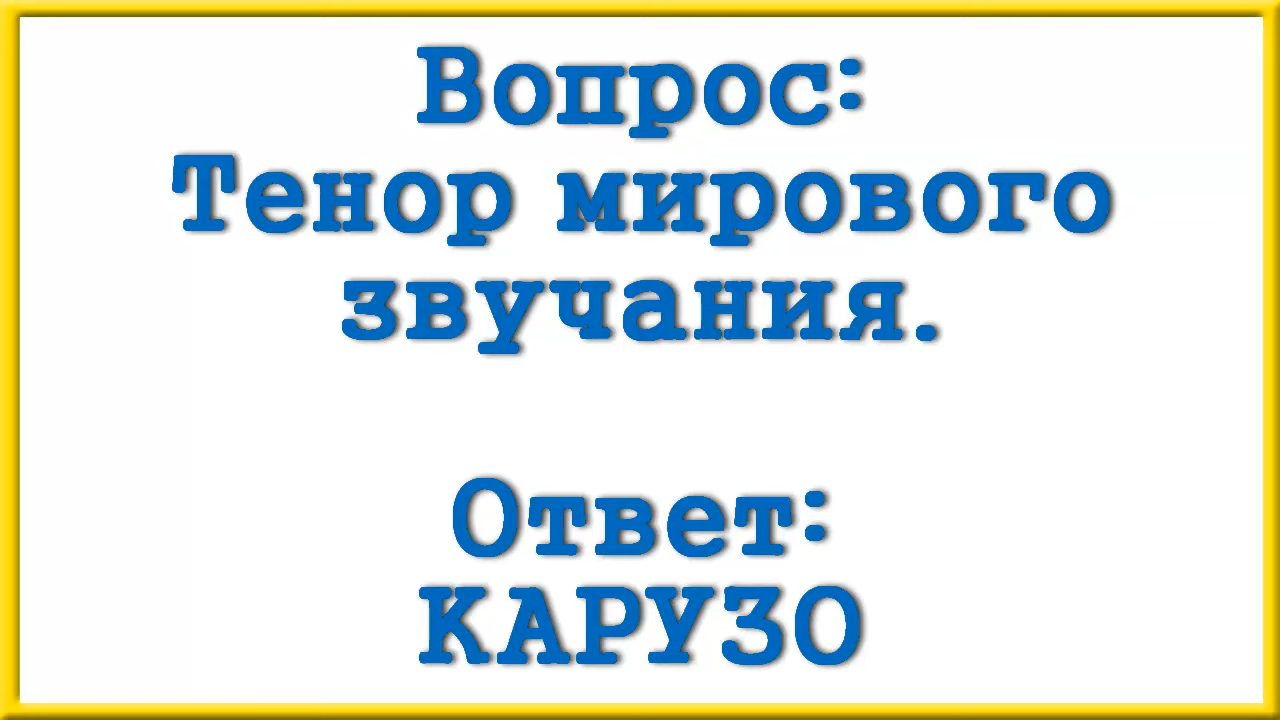 Вопрос:
Тенор мирового
звучания.
Ответ:
КАРУЗО